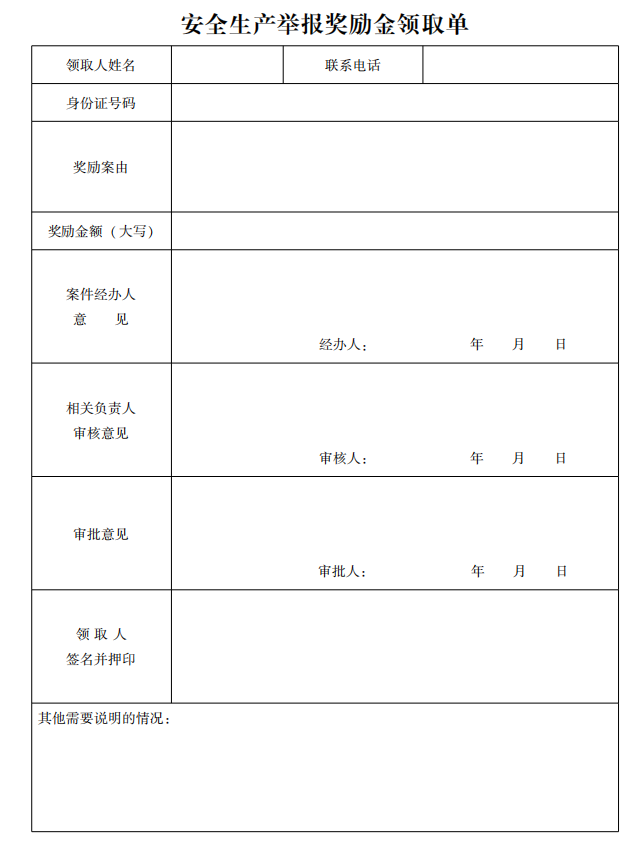 安全生产举报奖励金领取单
领取人姓名 联系电话
身份证号码
奖励案由
奖励金额（大写）
案件经办人
意 见
经办人： 年 月 日
相关负责人
审核意见
审核人： 年 月 日
审批意见
审批人： 年 月 日
领 取 人
签名并押印
其他需要说明的情况：